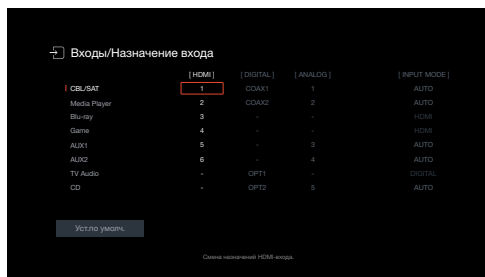 Входы/Назначение входа
[ HDMI ] [ DIGITAL ] [ ANALOG ] [ INPUT MODE ]
CBL/SAT 1 COAX1 1 AUTO
Media Player 2 COAX2 2 AUTO
Blu-ray 3 - - HDMI
Game 4 - - HDMI
AUX1 5 - 3 AUTO
AUX2 6 - 4 AUTO
TV Audio - OPT1 - DIGITAL
CD - OPT2 5 AUTO
Уст.по умолч.
Смена назначений HDMI-входа.